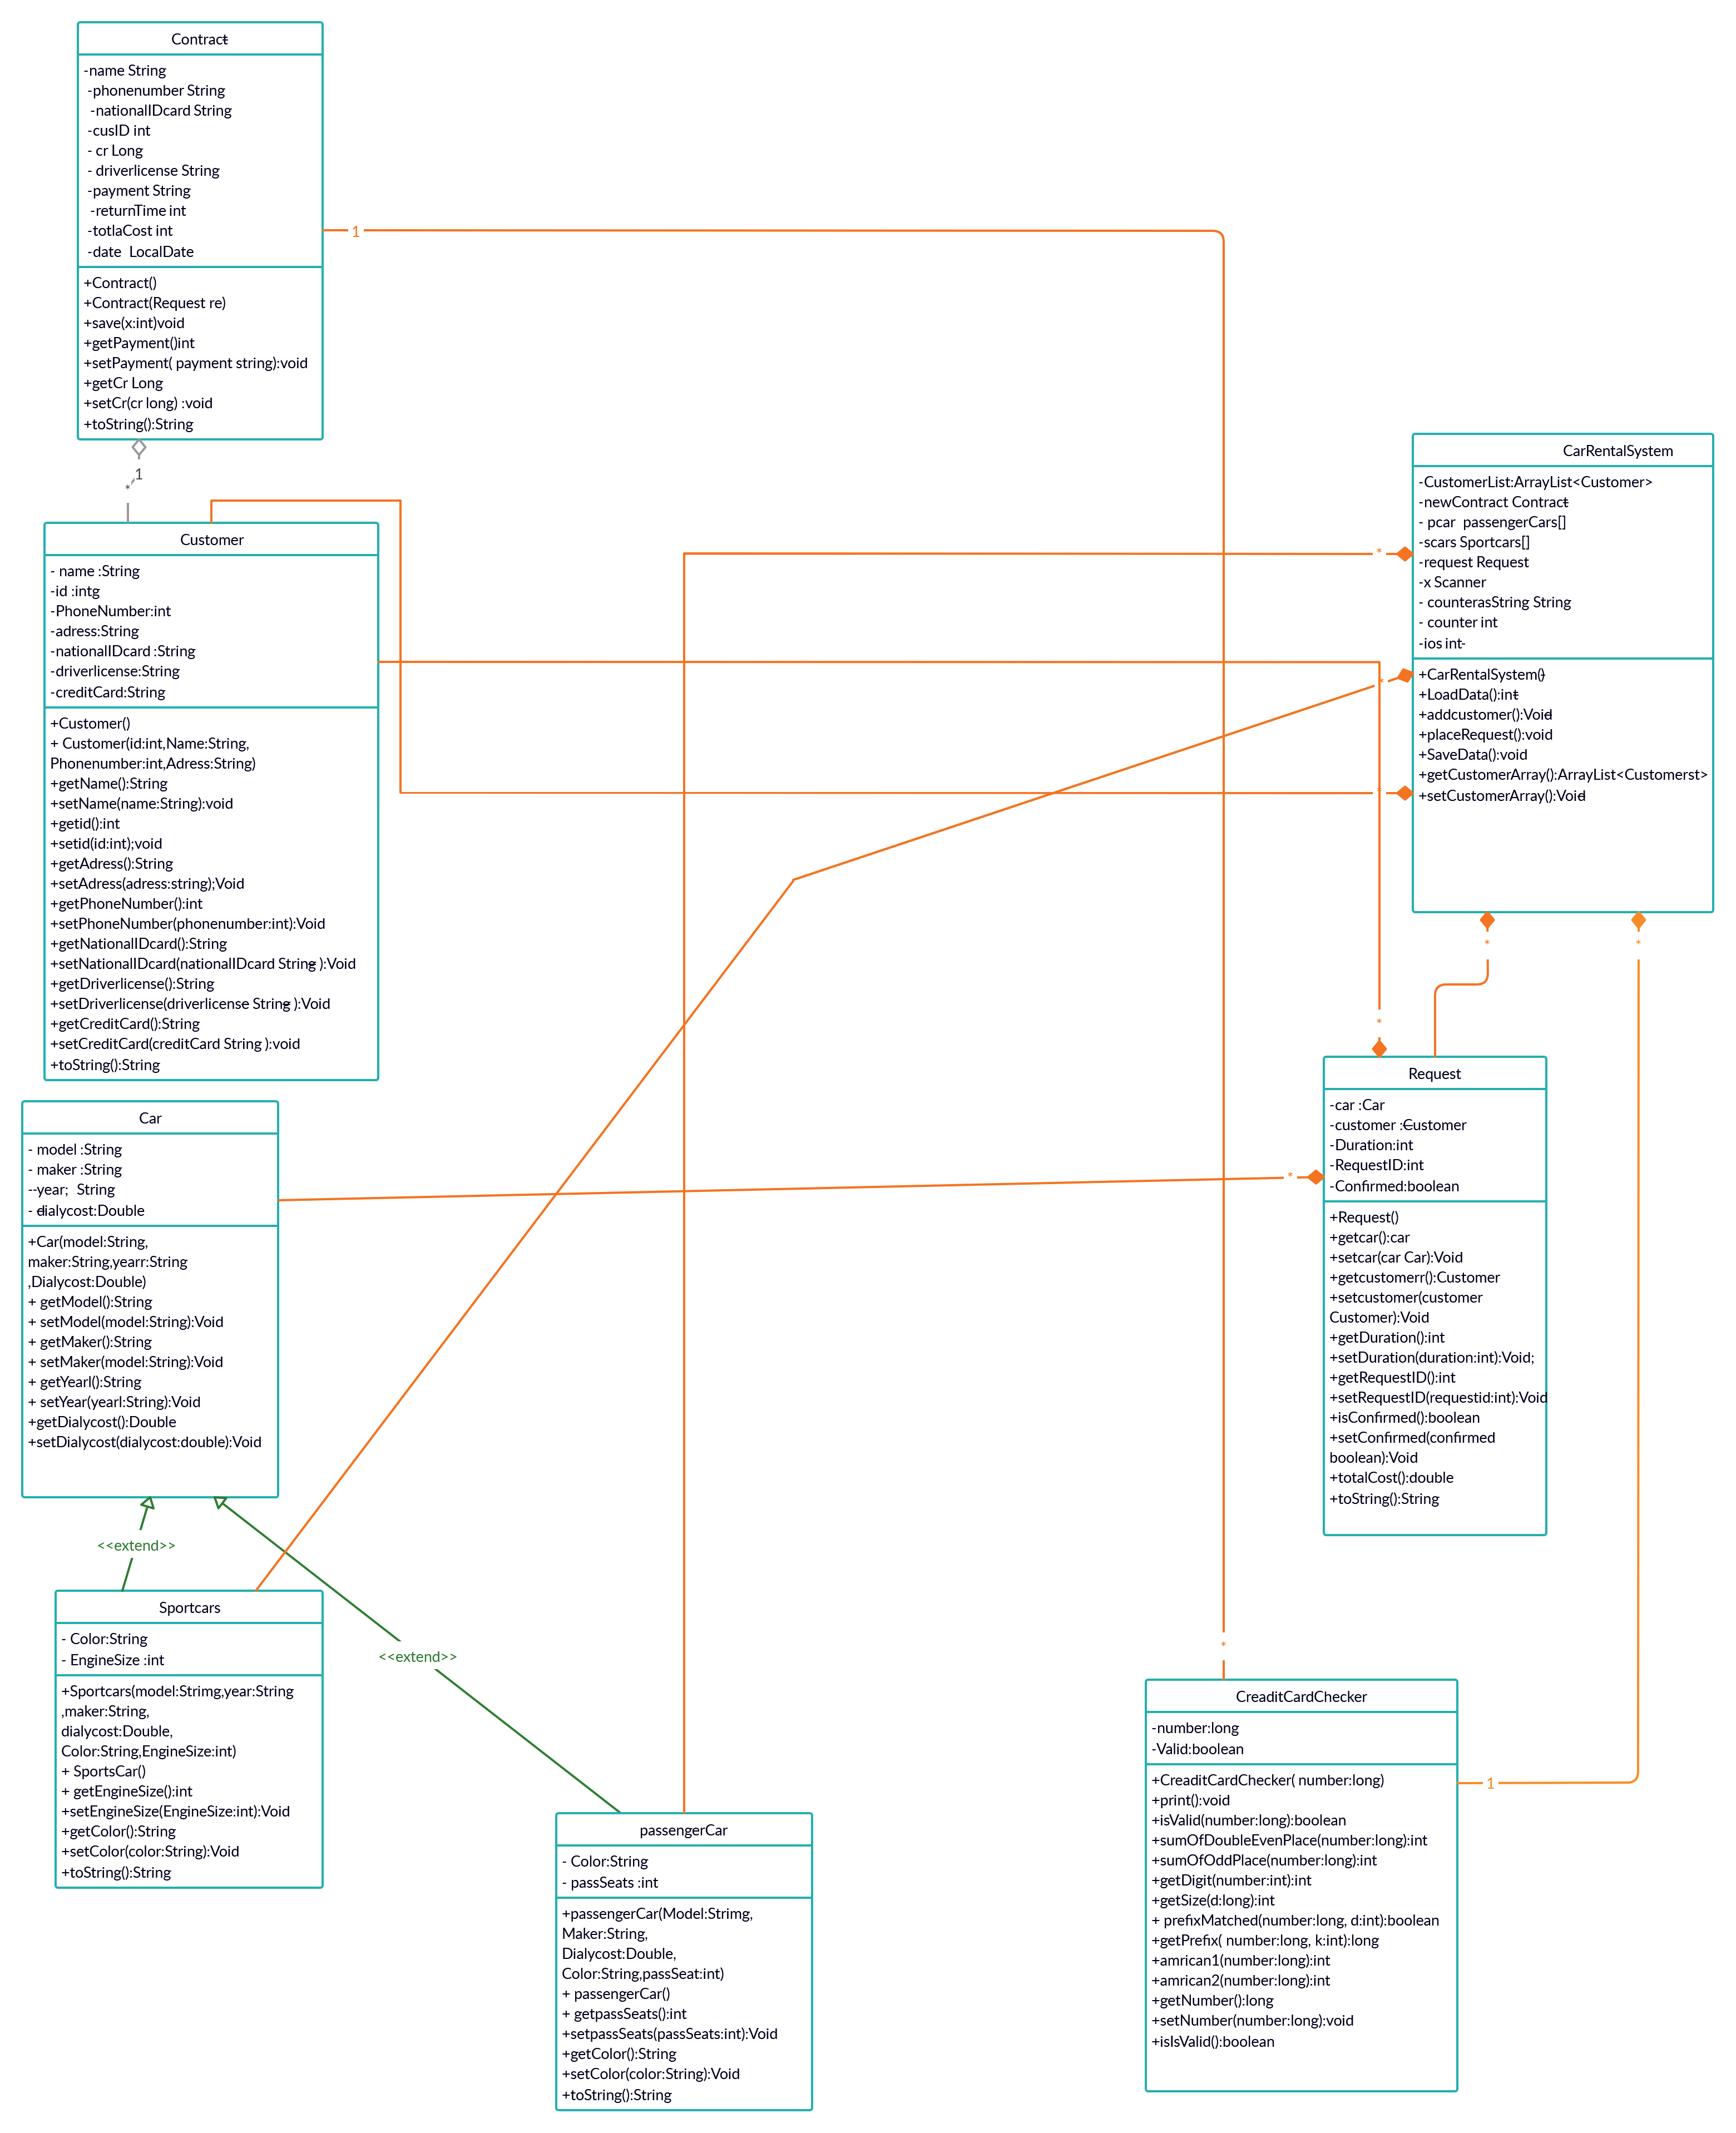 Contract
-name String
-phonenumber String
-nationalIDcard String
-cusID int
- cr Long
- driverlicense String
-payment String
-returnTime int
-totlaCost int
-date  LocalDate
+Contract()
+Contract(Request re)
+save(x:int)void
+getPayment()int
+setPayment( payment string):void
+getCr Long
+setCr(cr long) :void
+toString():String
1
1
*
CarRentalSystem
-CustomerList:ArrayList<Customer>
-newContract Contract
- pcar  passengerCars[]
-scars Sportcars[]
-request Request
-x Scanner
- counterasString String
- counter int
-ios int-
+CarRentalSystem()
+LoadData():int
+addcustomer():Void
+placeRequest():void
+SaveData():void
+getCustomerArray():ArrayList<Customerst>
+setCustomerArray():Void
*
*
*
*
*
Customer
- name :String
-id :intg
-PhoneNumber:int
-adress:String
-nationalIDcard :String
-driverlicense:String
-creditCard:String
+Customer()
+ Customer(id:int,Name:String,
Phonenumber:int,Adress:String)
+getName():String
+setName(name:String):void
+getid():int
+setid(id:int);void
+getAdress():String
+setAdress(adress:string);Void
+getPhoneNumber():int
+setPhoneNumber(phonenumber:int):Void
+getNationalIDcard():String
+setNationalIDcard(nationalIDcard String ):Void
+getDriverlicense():String
+setDriverlicense(driverlicense String ):Void
+getCreditCard():String
+setCreditCard(creditCard String ):void
+toString():String
*
Request
-car :Car
-customer :Customer
-Duration:int
-RequestID:int
-Confirmed:boolean
+Request()
+getcar():car
+setcar(car Car):Void
+getcustomerr():Customer
+setcustomer(customer
Customer):Void
+getDuration():int
+setDuration(duration:int):Void;
+getRequestID():int
+setRequestID(requestid:int):Void
+isConfirmed():boolean
+setConfirmed(confirmed
boolean):Void
+totalCost():double
+toString():String
*
Car
- model :String
- maker :String
--year;  String
- dialycost:Double
+Car(model:String,
maker:String,yearr:String
,Dialycost:Double)
+ getModel():String
+ setModel(model:String):Void
+ getMaker():String
+ setMaker(model:String):Void
+ getYearl():String
+ setYear(yearl:String):Void
+getDialycost():Double
+setDialycost(dialycost:double):Void
<<extend>>
<<extend>>
Sportcars
- Color:String
- EngineSize :int
+Sportcars(model:Strimg,year:String
,maker:String,
dialycost:Double,
Color:String,EngineSize:int)
+ SportsCar()
+ getEngineSize():int
+setEngineSize(EngineSize:int):Void
+getColor():String
+setColor(color:String):Void
+toString():String
passengerCar
- Color:String
- passSeats :int
+passengerCar(Model:Strimg,
Maker:String,
Dialycost:Double,
Color:String,passSeat:int)
+ passengerCar()
+ getpassSeats():int
+setpassSeats(passSeats:int):Void
+getColor():String
+setColor(color:String):Void
+toString():String
*
CreaditCardChecker
-number:long
-Valid:boolean
+CreaditCardChecker( number:long)
+print():void
+isValid(number:long):boolean
+sumOfDoubleEvenPlace(number:long):int
+sumOfOddPlace(number:long):int
+getDigit(number:int):int
+getSize(d:long):int
+ prefixMatched(number:long, d:int):boolean
+getPrefix( number:long, k:int):long
+amrican1(number:long):int
+amrican2(number:long):int
+getNumber():long
+setNumber(number:long):void
+isIsValid():boolean
1